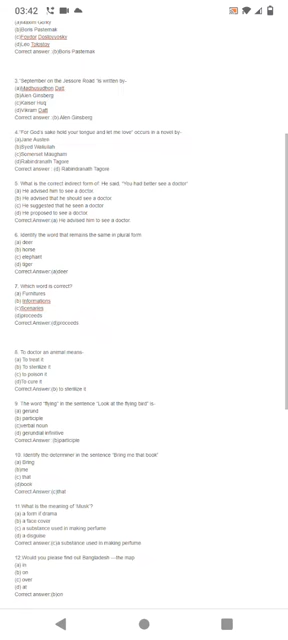 03:42
(a)Maxim Gorky
(b)Boris Pasternak
(c)Fyodor Dostoyevsky
(d)Leo Tolostoy
Correct answer :(b)Boris Pasternak
3. 'September on the Jessore Road "is written by-
(a)Madhusudhon Datt
(b)Alen Ginsberg
(c)Kaiser Huq
(d)Vikram Datt
Correct answer :(b).Alen Ginsberg
4."For God's sake hold your tongue and let me love" occurs in a novel by-
(a)Jane Austen
(b)Syed Waliullah
(c)Somerset Maugham
(d)Rabindranath Tagore
Correct answer : (d) Rabindranath Tagore
5. What is the correct indirect form of He said, "You had better see a doctor"
(a) He advised him to see a doctor
(b) He advised that he should see a doctor
(c) He suggested that he seen a doctor
(d) He proposed to see a doctor
Correct Answer:(a) He advised him to see a doctor.
6. Identify the word that remains the same in plural form
(a) deer
(b) horse
(c) elephant
(d) tiger
Correct Answer:(a)deer
7. Which word is correct?
(a) Furnitures
(b) Informations
(c)Sceneries
(d)proceeds
Correct Answer:(d)proceeds
8. To doctor an animal means-
(a) To treat it
(b) To sterilize it
(c) to poison it
(d)To cure it
Correct Answer:(b) to sterilize it
9. The word "flying" in the sentence "Look at the flying bird" is-
(a) gerund
(b) participle
(c)verbal noun
(d) gerundial infinitive
Correct Answer: (b)participle
10. Identify the determiner in the sentence "Bring me that book"
(a) Bring
(b)me
(c) that
(d)book
Correct Answer:(c)that
11.What is the meaning of 'Musk'?
(a) a form if drama
(b) a face cover
(c) a substance used in making perfume
(d) a disguise
Correct answer:(c)a substance used in making perfume
12.Would you please find out Bangladesh ---the map.
(a) in
(b) on
(c) over
(d) at
Correct answer:(b)on